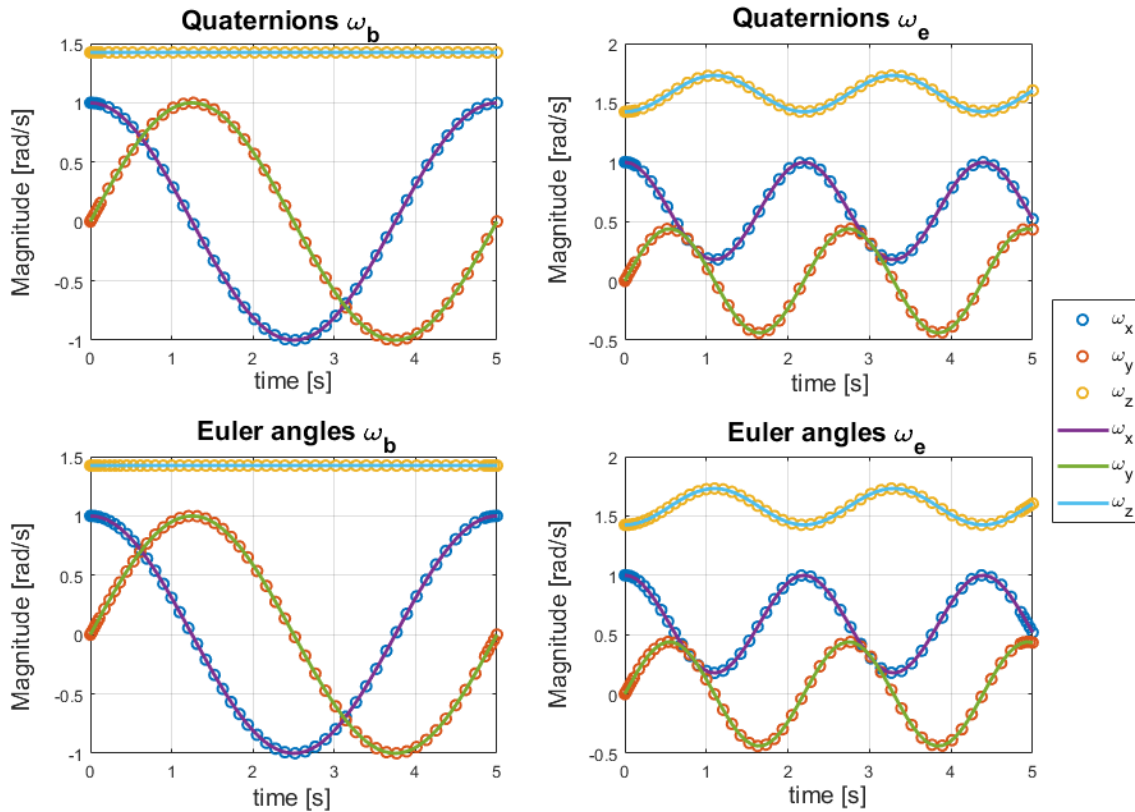 Quaternions ω_b
1.5
1
0.5
0
-0.5
-1
Magnitude [rad/s]
0 1 2 3 4 5
time [s]
Quaternions ω_e
2
1.5
1
0.5
0
-0.5
Magnitude [rad/s]
0 1 2 3 4 5
time [s]
Euler angles ω_b
1.5
1
0.5
0
-0.5
-1
Magnitude [rad/s]
0 1 2 3 4 5
time [s]
Euler angles ω_e
2
1.5
1
0.5
0
-0.5
Magnitude [rad/s]
0 1 2 3 4 5
time [s]
ω_x
ω_y
ω_z
ω_x
ω_y
ω_z